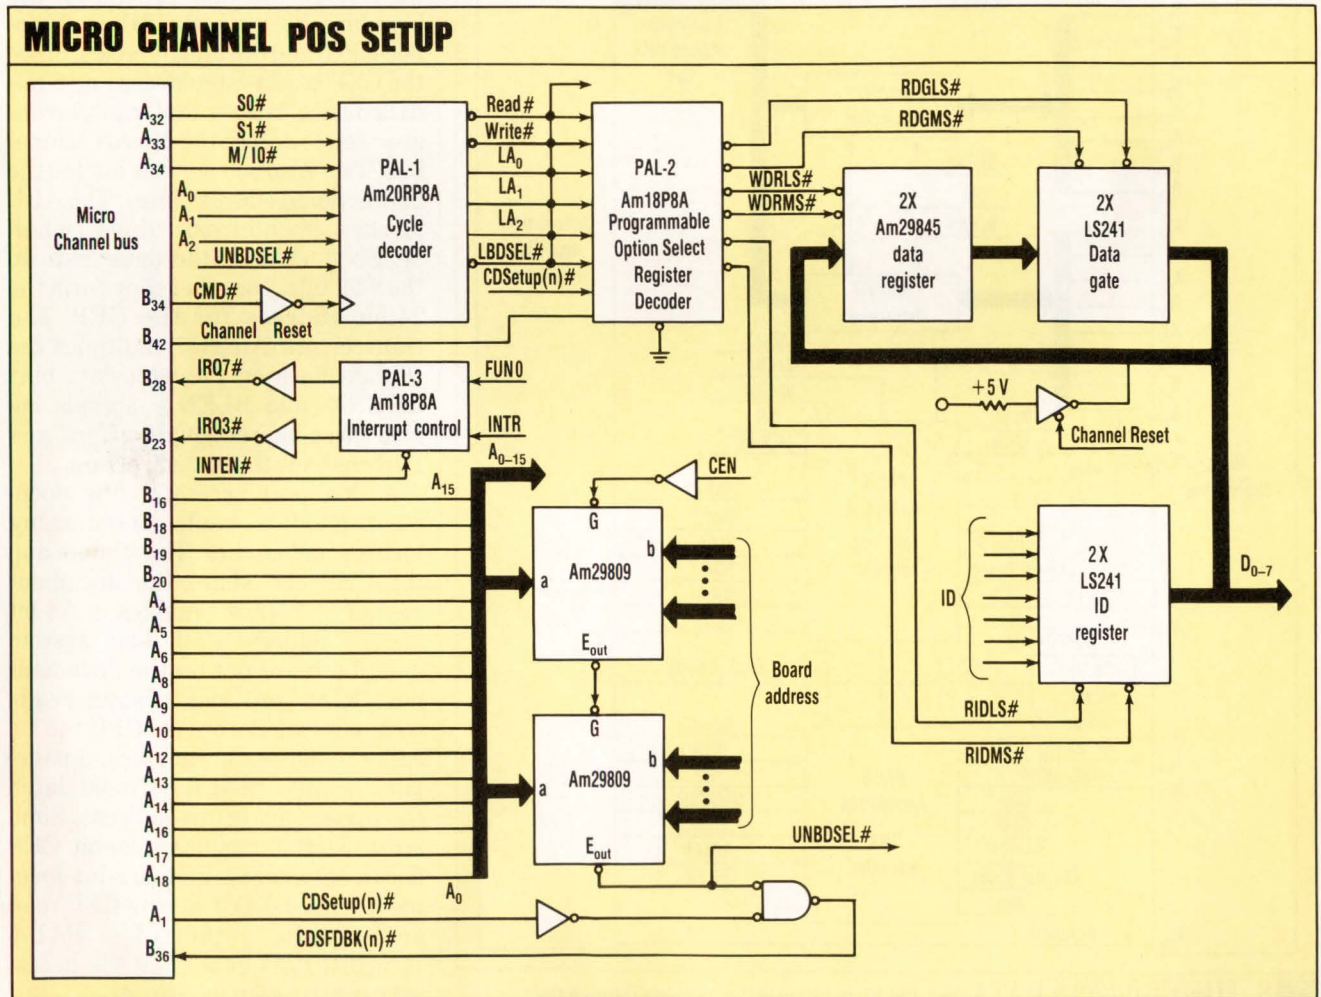 MICRO CHANNEL POS SETUP
Micro
Channel bus
A32
A33
A34
S0#
S1#
M/I0#
A0
A1
A2
UNBDSEL#
B34
CMD#
Channel Reset
B42
PAL-1
Am20RP8A
Cycle
decoder
Read#
Write#
LA0
LA1
LA2
LBDSEL#
CDSetup(n)#
PAL-2
Am18P8A
Programmable
Option Select
Register
Decoder
RDGLS#
RDGMS#
WDRLS#
WDRMS#
2X
Am29845
data
register
2X
LS241
Data
gate
B28
IRQ7#
B23
IRQ3#
INTEN#
PAL-3
Am18P8A
Interrupt control
FUN0
INTR
+5 V
Channel Reset
B16
B18
B19
B20
A4
A5
A6
A8
A9
A10
A12
A13
A14
A16
A17
A18
A15
A0–15
A0
CEN
G
a
b
Am29809
Eout
G
a
b
Am29809
Eout
Board
address
ID
2X
LS241
ID
register
D0–7
RIDLS#
RIDMS#
UNBDSEL#
A1
CDSetup(n)#
B36
CDSFDBK(n)#